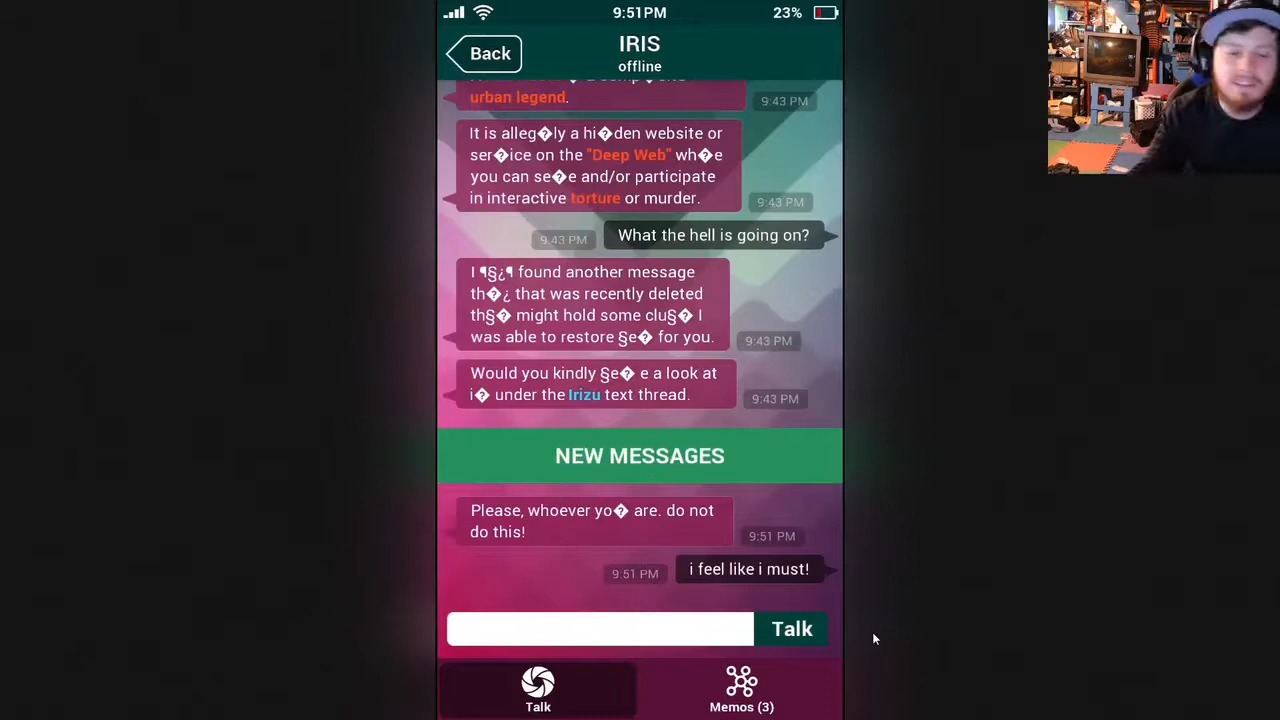 9:51PM
23%
Back
IRIS
offline
urban legend.
9:43 PM
It is alleg�ly a hi�den website or
ser�ice on the "Deep Web" wh�e
you can se�e and/or participate
in interactive torture or murder.
9:43 PM
What the hell is going on?
9:43 PM
I ¶§¿¶ found another message
th�¿ that was recently deleted
th§� might hold some clu§� I
was able to restore §e� for you.
9:43 PM
Would you kindly §e� e a look at
i� under the Irizu text thread.
9:43 PM
NEW MESSAGES
Please, whoever yo� are. do not
do this!
9:51 PM
i feel like i must!
9:51 PM
Talk
Talk
Memos (3)